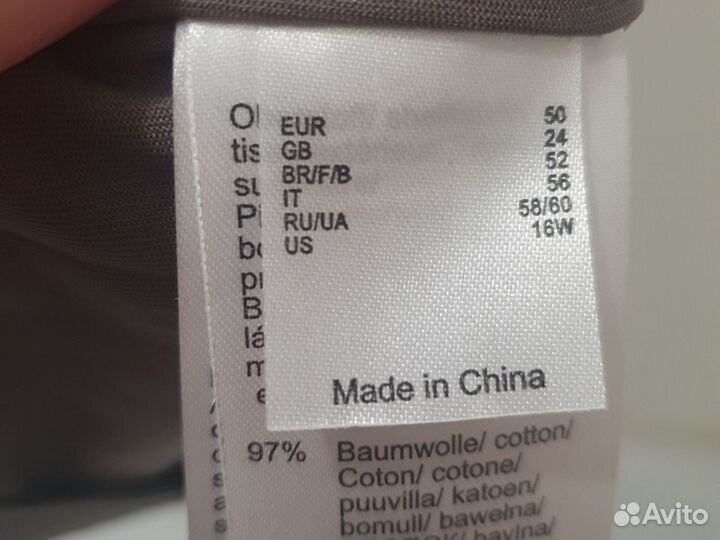 EUR 50
GB 24
BR/F/B 52
IT 56
RU/UA 58/60
US 16W
Made in China
97% Baumwolle/ cotton/
Coton/ cotone/
puuvilla/ katoen/
bomull/ bawełna/
Avito